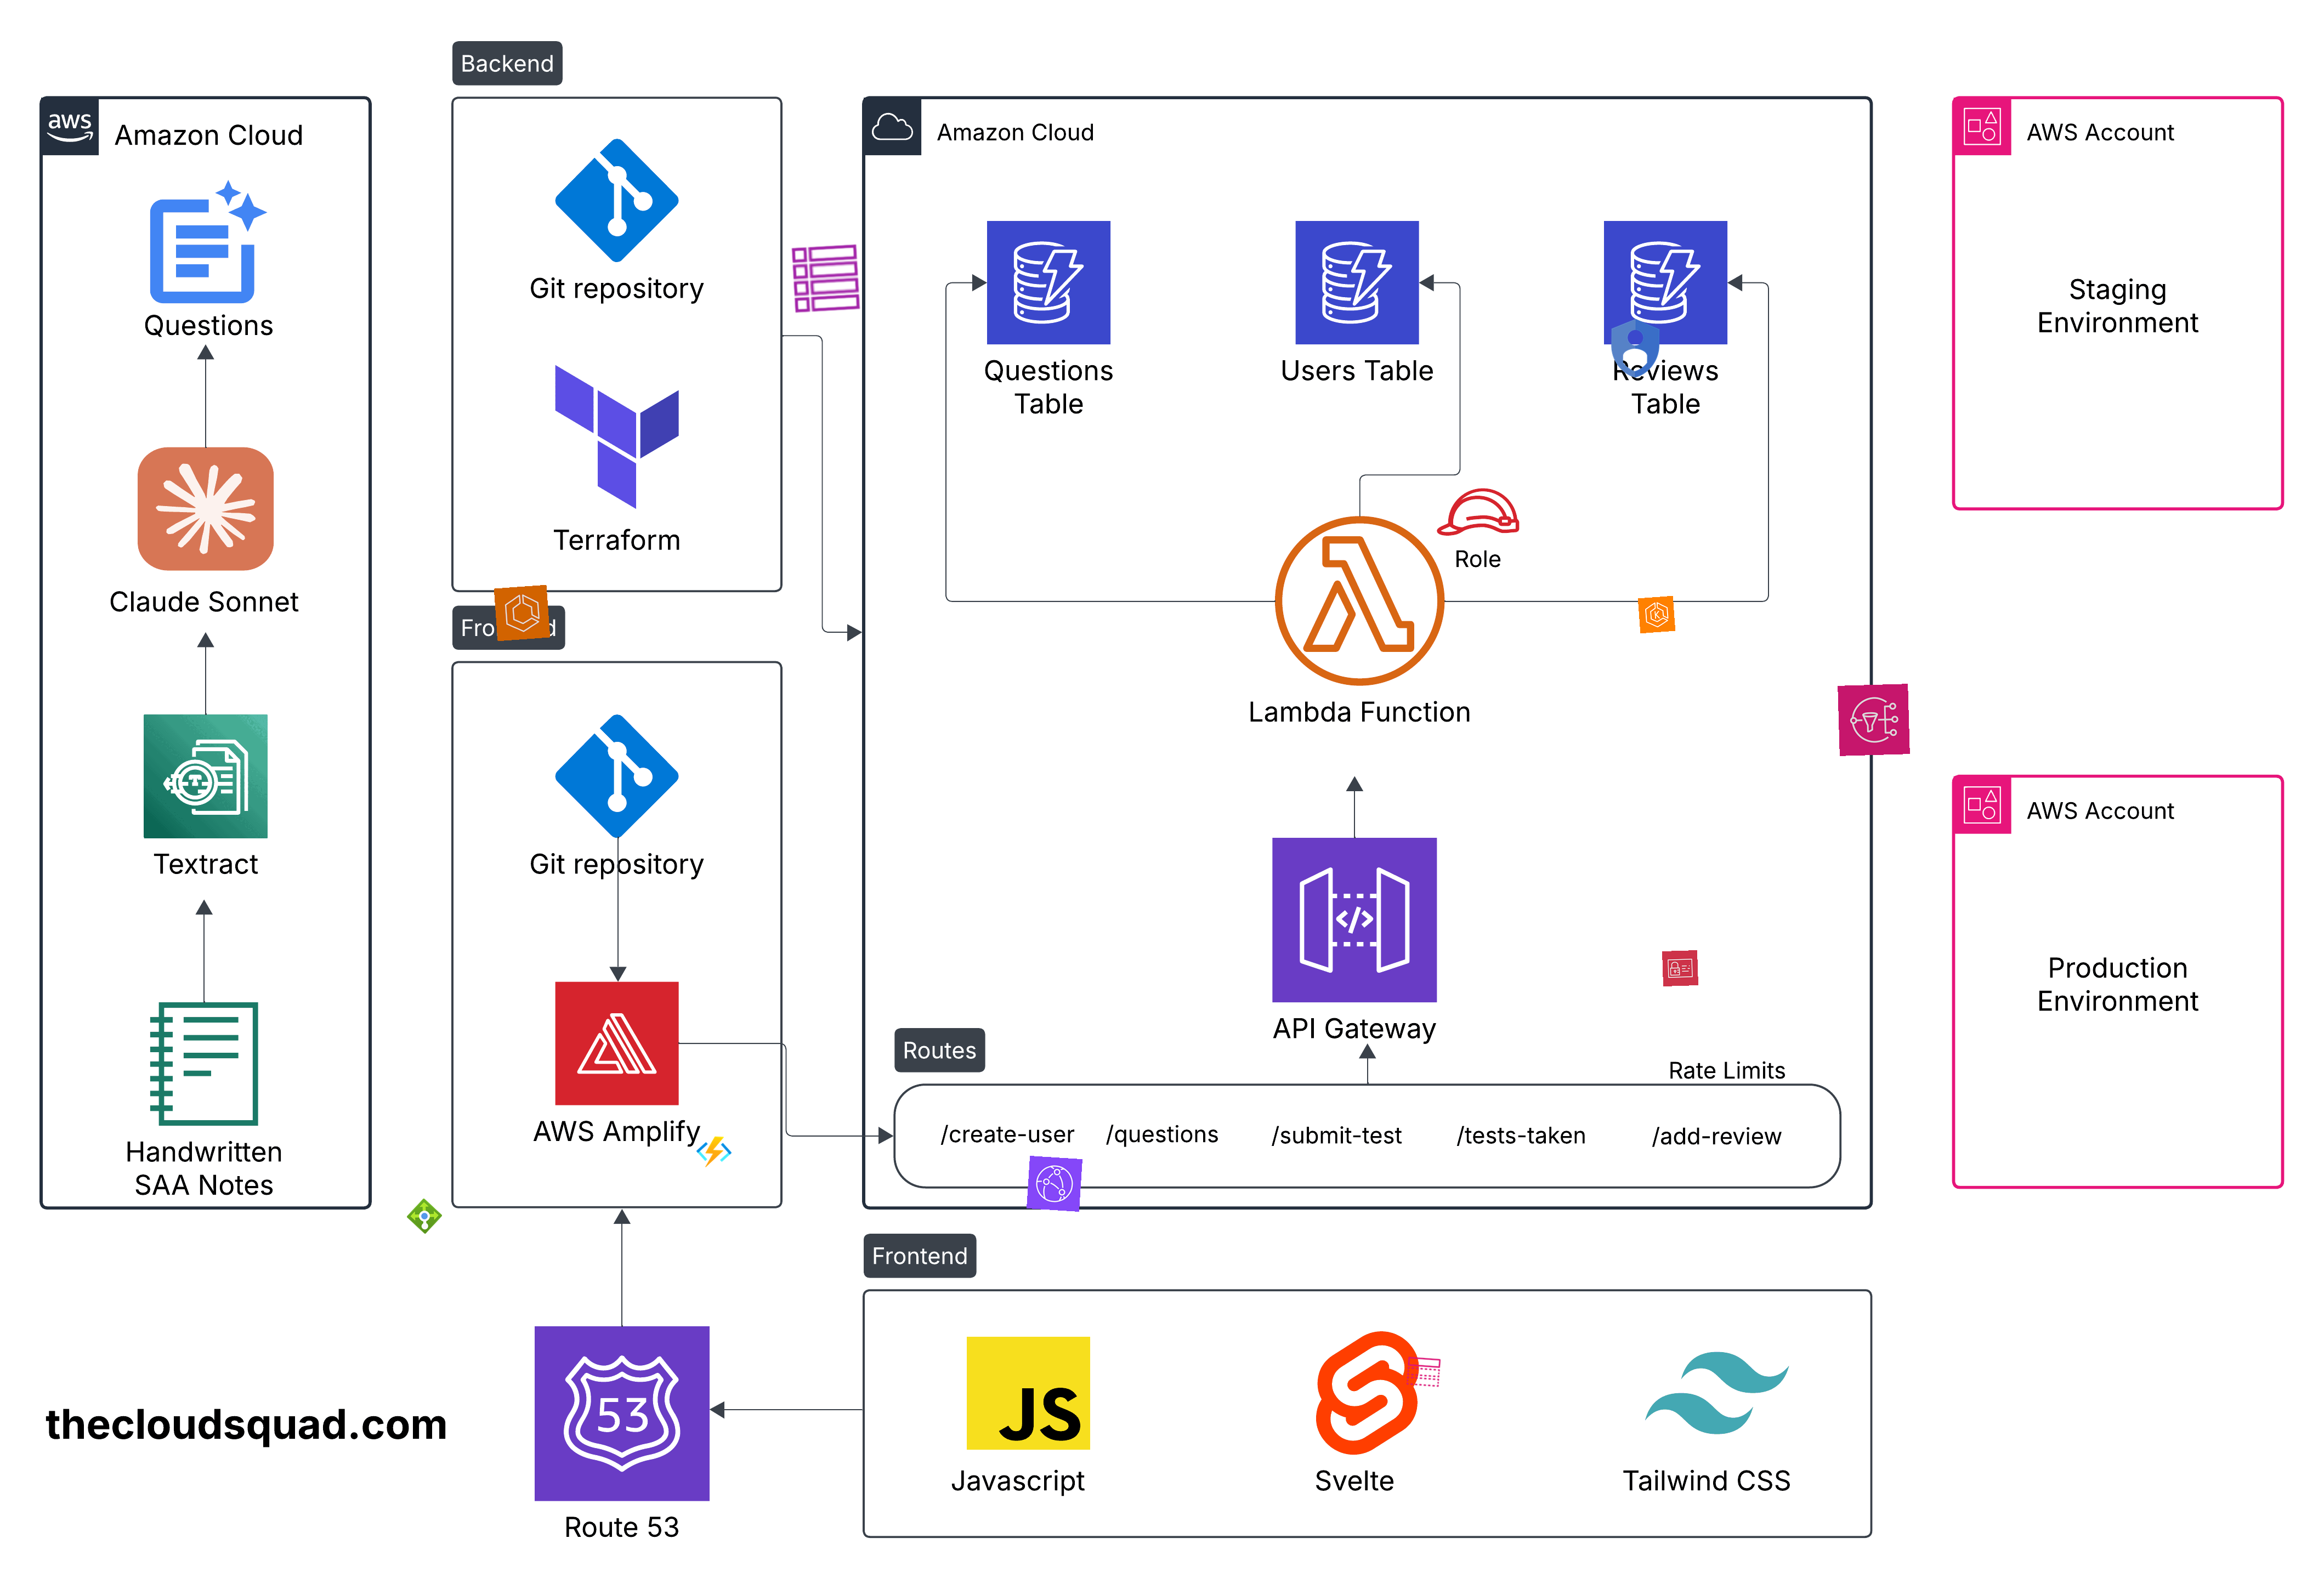 Backend
aws
Amazon Cloud
Questions
Claude Sonnet
Textract
Handwritten
SAA Notes
Git repository
Terraform
Git repository
AWS Amplify
Amazon Cloud
Questions
Table
Users Table
Reviews
Table
Role
Lambda Function
API Gateway
Routes
Rate Limits
/create-user
/questions
/submit-test
/tests-taken
/add-review
AWS Account
Staging
Environment
AWS Account
Production
Environment
Frontend
JS
Javascript
Svelte
Tailwind CSS
53
Route 53
thecloudsquad.com